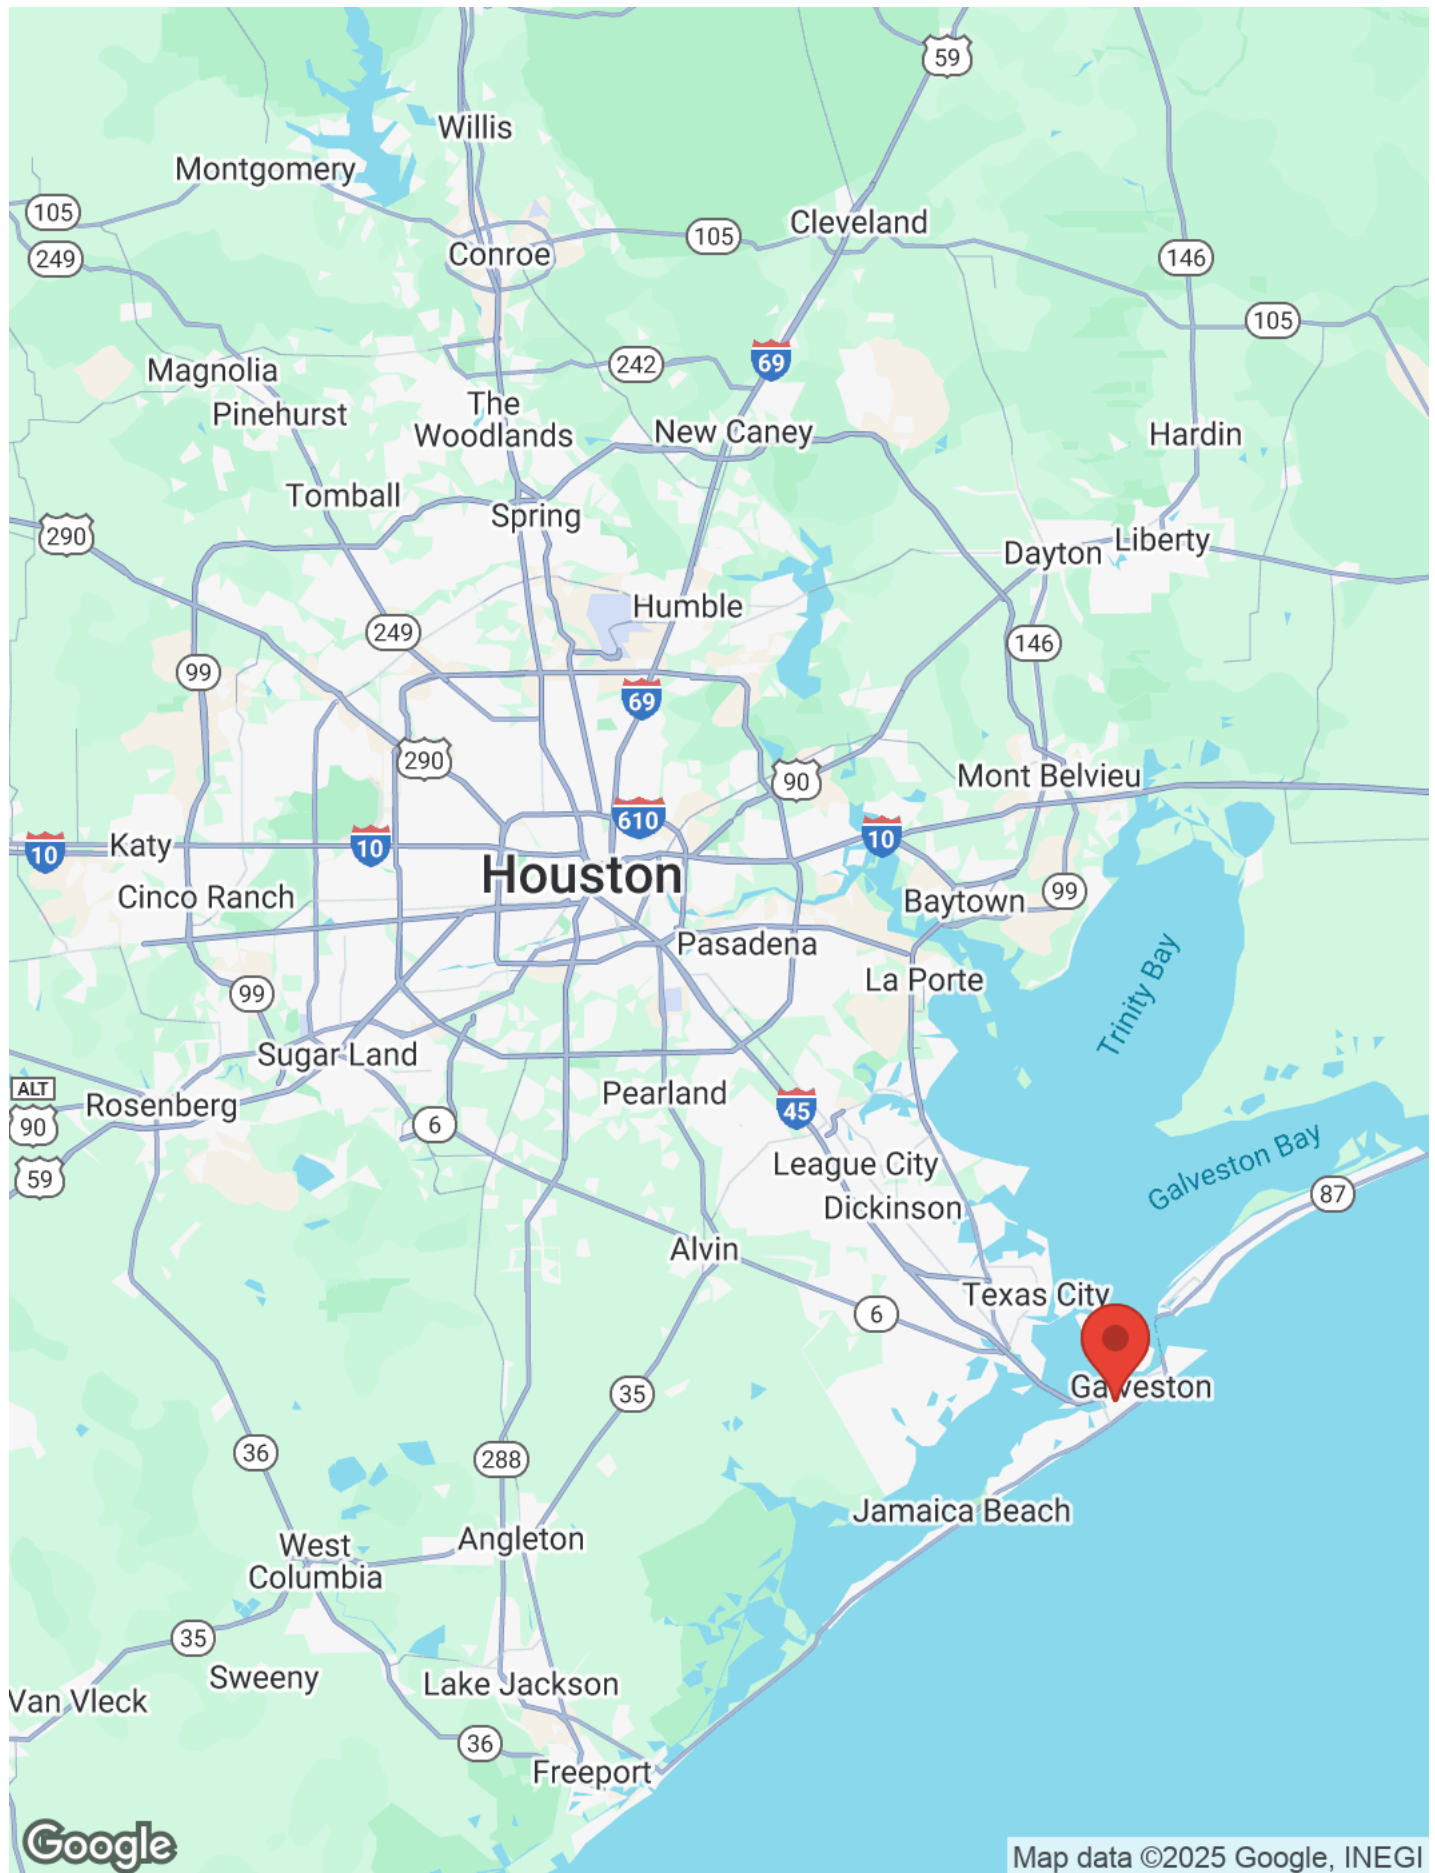 59
Willis
Montgomery
105
Cleveland
105
249
Conroe
146
105
242
69
Magnolia
The
Woodlands
Pinehurst
New Caney
Hardin
Tomball
Spring
290
Dayton
Liberty
Humble
249
146
99
69
290
90
Mont Belvieu
610
10
Katy
10
10
Houston
Cinco Ranch
99
Baytown
Pasadena
La Porte
99
Trinity Bay
Sugar Land
ALT
90
Rosenberg
Pearland
45
6
59
League City
Galveston Bay
87
Dickinson
Alvin
Texas City
6
Galveston
35
36
288
Jamaica Beach
Angleton
West
Columbia
35
Sweeny
Lake Jackson
Van Vleck
36
Freeport
Google
Map data ©2025 Google, INEGI